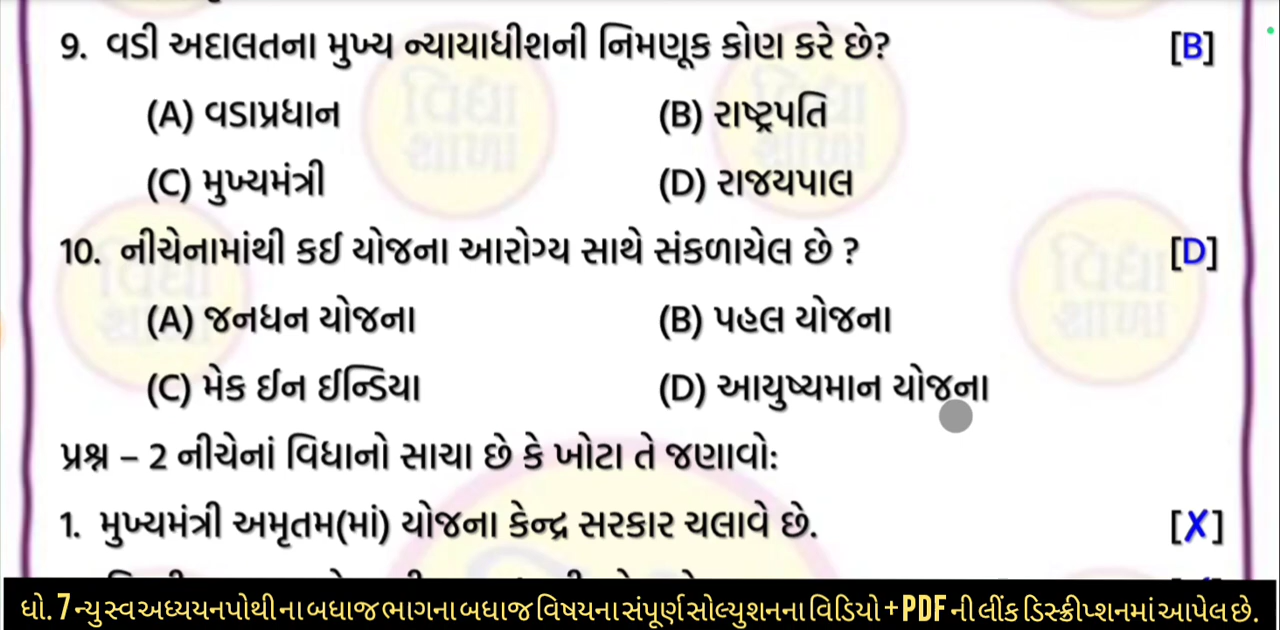 9. વડી અદાલતના મુખ્ય ન્યાયાધીશની નિમણૂક કોણ કરે છે? [B]
(A) વડાપ્રધાન (B) રાષ્ટ્રપતિ
(C) મુખ્યમંત્રી (D) રાજયપાલ
10. નીચેનામાંથી કઈ યોજના આરોગ્ય સાથે સંકળાયેલ છે ? [D]
(A) જનધન યોજના (B) પહલ યોજના
(C) મેક ઈન ઈન્ડિયા (D) આયુષ્યમાન યોજના
પ્રશ્ન – 2 નીચેનાં વિધાનો સાચા છે કે ખોટા તે જણાવો:
1. મુખ્યમંત્રી અમૃતમ(માં) યોજના કેન્દ્ર સરકાર ચલાવે છે. [X]
ધો. 7 ન્યુ સ્વઅધ્યયનપોથી ના બધાજ ભાગના બધાજ વિષયના સંપૂર્ણ સોલ્યુશનના વિડિયો + PDF ની લીંક ડિસ્ક્રીપ્શનમાં આપેલ છે.
વિદ્યા
શાળા